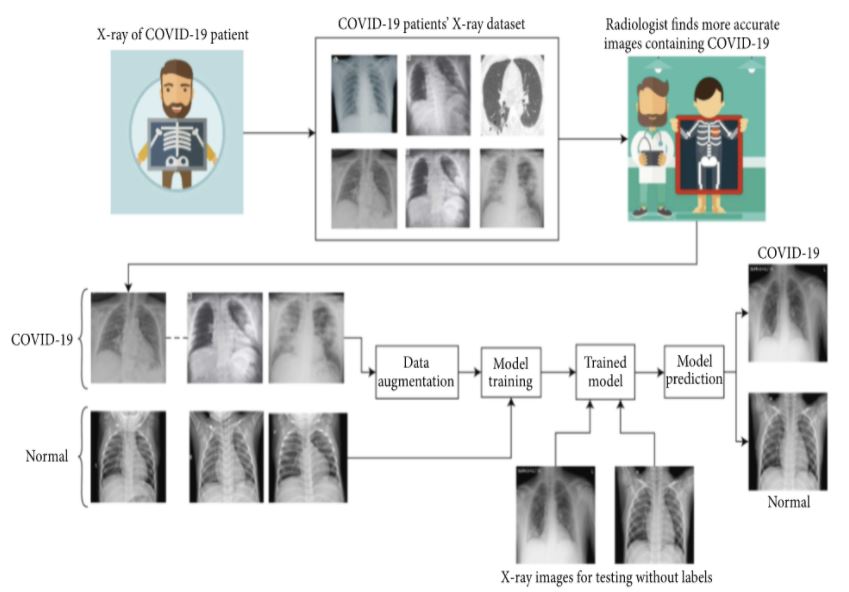 X-ray of COVID-19 patient
COVID-19 patients' X-ray dataset
Radiologist finds more accurate
images containing COVID-19
COVID-19
Normal
Data
augmentation
Model
training
Trained
model
Model
prediction
COVID-19
Normal
X-ray images for testing without labels